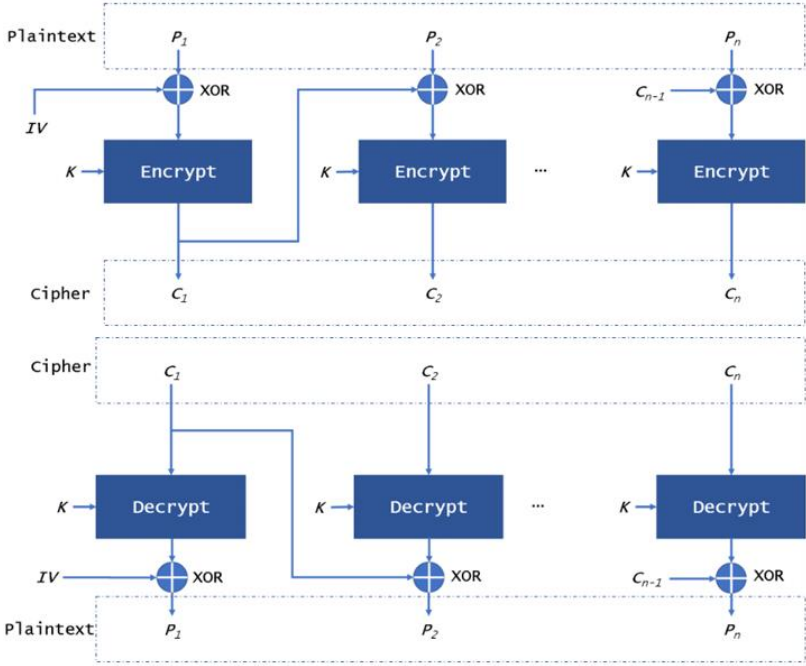 Plaintext P₁ P₂ Pₙ
XOR XOR Cₙ₋₁ XOR
IV
K Encrypt K Encrypt ... K Encrypt
Cipher C₁ C₂ Cₙ
Cipher C₁ C₂ Cₙ
K Decrypt K Decrypt ... K Decrypt
IV XOR XOR Cₙ₋₁ XOR
Plaintext P₁ P₂ Pₙ